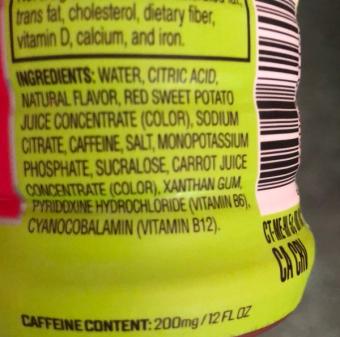 trans fat, cholesterol, dietary fiber,
vitamin D, calcium, and iron.
INGREDIENTS: WATER, CITRIC ACID,
NATURAL FLAVOR, RED SWEET POTATO
JUICE CONCENTRATE (COLOR), SODIUM
CITRATE, CAFFEINE, SALT, MONOPOTASSIUM
PHOSPHATE, SUCRALOSE, CARROT JUICE
CONCENTRATE (COLOR), XANTHAN GUM,
PYRIDOXINE HYDROCHLORIDE (VITAMIN B6),
CYANOCOBALAMIN (VITAMIN B12).
CA CRV
CAFFEINE CONTENT: 200mg/12 FL OZ